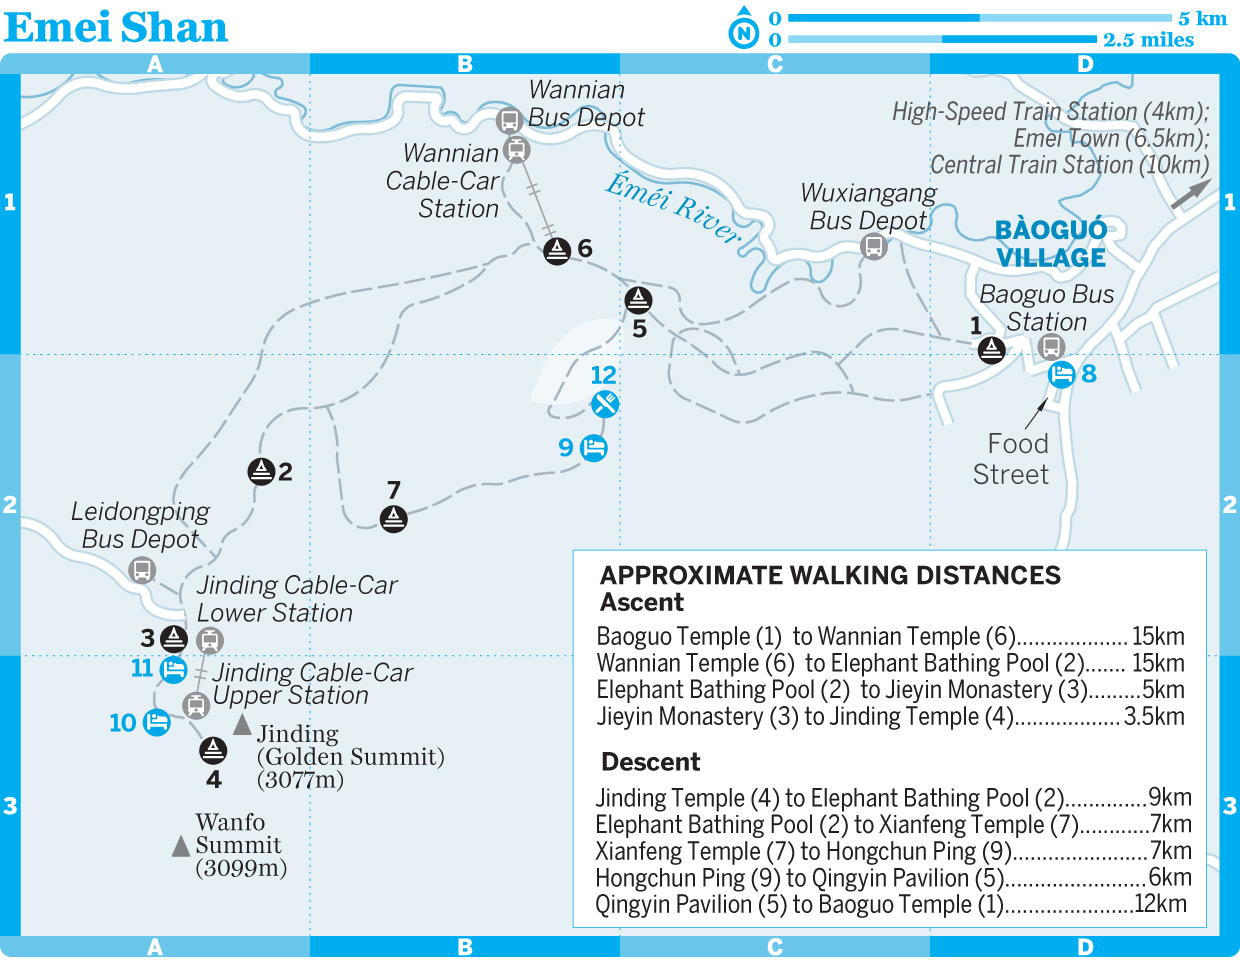 Emei Shan
N
0 5 km
0 2.5 miles
A B C D
1
2
3
1
2
3
A B C D
Wannian
Bus Depot
Wannian
Cable-Car
Station
Éméi River
High-Speed Train Station (4km);
Emei Town (6.5km);
Central Train Station (10km)
Wuxiangang
Bus Depot
BÀOGUÓ
VILLAGE
Baoguo Bus
Station
6
5
1
12
8
9
Food
Street
2
7
Leidongping
Bus Depot
Jinding Cable-Car
Lower Station
3
11
Jinding Cable-Car
Upper Station
10
4
Jinding
(Golden Summit)
(3077m)
Wanfo
Summit
(3099m)
APPROXIMATE WALKING DISTANCES
Ascent
Baoguo Temple (1) to Wannian Temple (6)................... 15km
Wannian Temple (6) to Elephant Bathing Pool (2)....... 15km
Elephant Bathing Pool (2) to Jieyin Monastery (3).........5km
Jieyin Monastery (3) to Jinding Temple (4).................. 3.5km
Descent
Jinding Temple (4) to Elephant Bathing Pool (2)..............9km
Elephant Bathing Pool (2) to Xianfeng Temple (7)............7km
Xianfeng Temple (7) to Hongchun Ping (9).......................7km
Hongchun Ping (9) to Qingyin Pavilion (5)........................6km
Qingyin Pavilion (5) to Baoguo Temple (1)......................12km